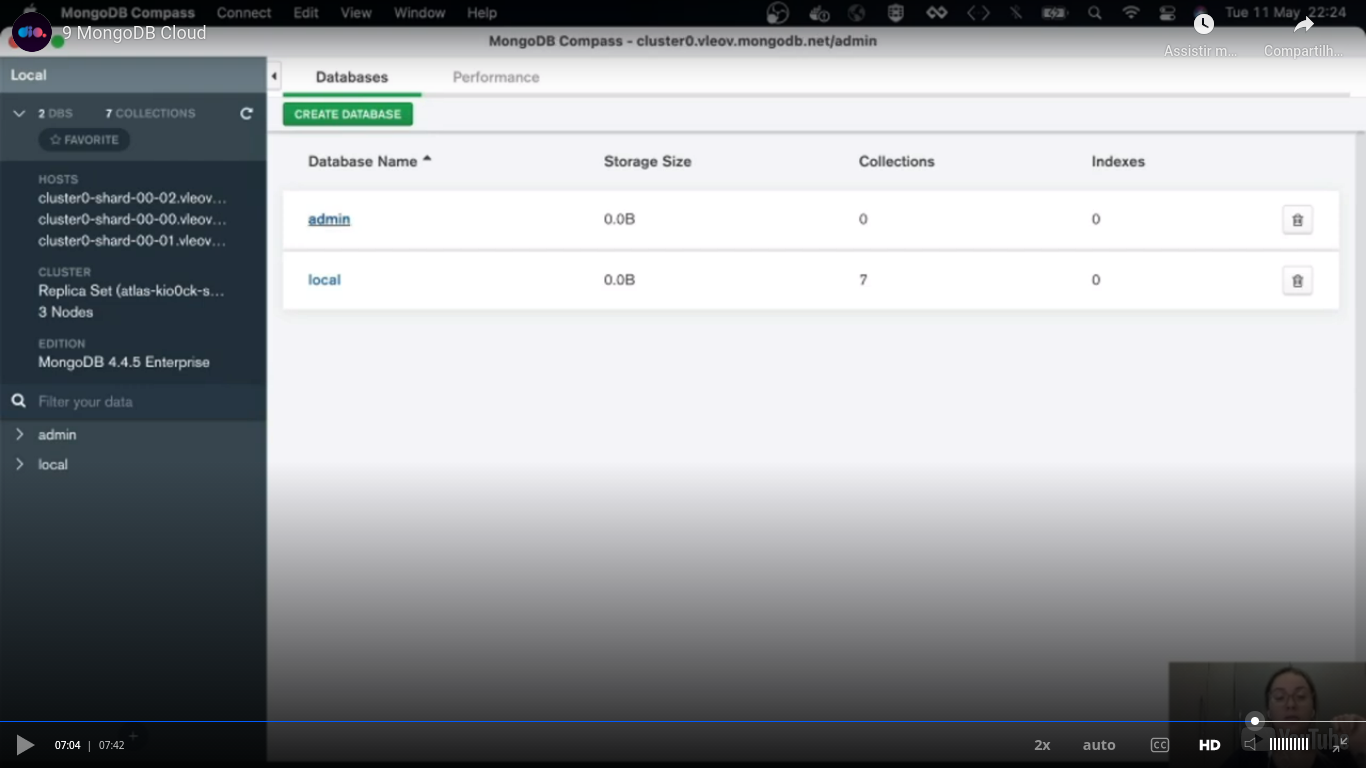 MongoDB Compass Connect Edit View Window Help
Tue 11 May 22:24
dio.
9 MongoDB Cloud
Assistir m...
Compartilh...
MongoDB Compass - cluster0.vleov.mongodb.net/admin
Local
Databases
Performance
2 DBS 7 COLLECTIONS
FAVORITE
CREATE DATABASE
HOSTS
cluster0-shard-00-02.vleov...
cluster0-shard-00-00.vleov...
cluster0-shard-00-01.vleov...
CLUSTER
Replica Set (atlas-kio0ck-s...
3 Nodes
EDITION
MongoDB 4.4.5 Enterprise
Filter your data
admin
local
Database Name Storage Size Collections Indexes
admin 0.0B 0 0
local 0.0B 7 0
07:04 | 07:42
2x auto CC HD
YouTube